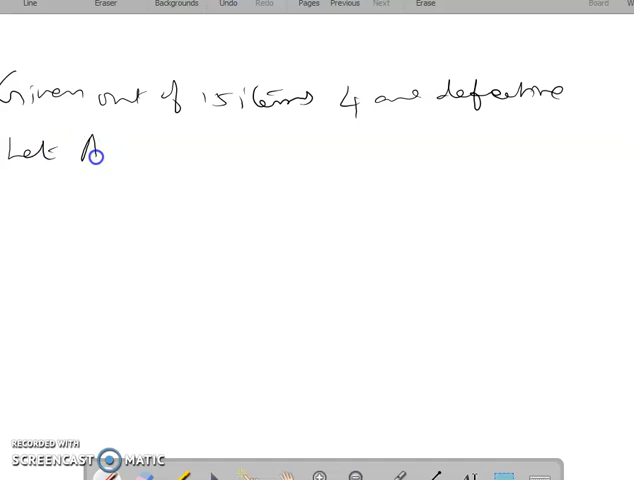 Line Eraser Backgrounds Undo Redo Pages Previous Next Erase Board W
Given out of 15 items 4 are defective
Let A
RECORDED WITH
SCREENCAST MATIC